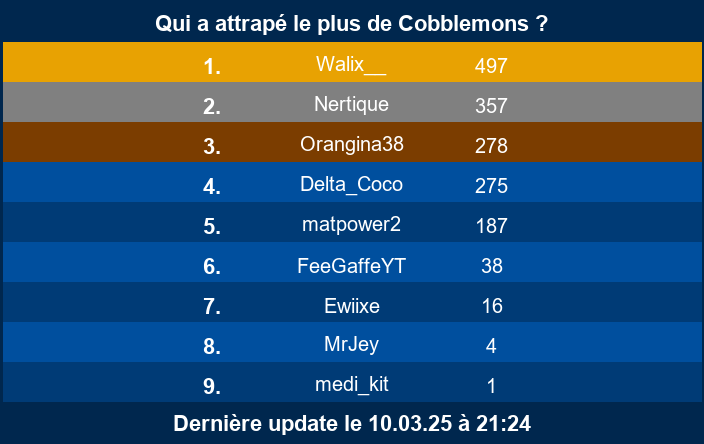 Qui a attrapé le plus de Cobblemons ?
1. Walix__ 497
2. Nertique 357
3. Orangina38 278
4. Delta_Coco 275
5. matpower2 187
6. FeeGaffeYT 38
7. Ewiixe 16
8. MrJey 4
9. medi_kit 1
Dernière update le 10.03.25 à 21:24